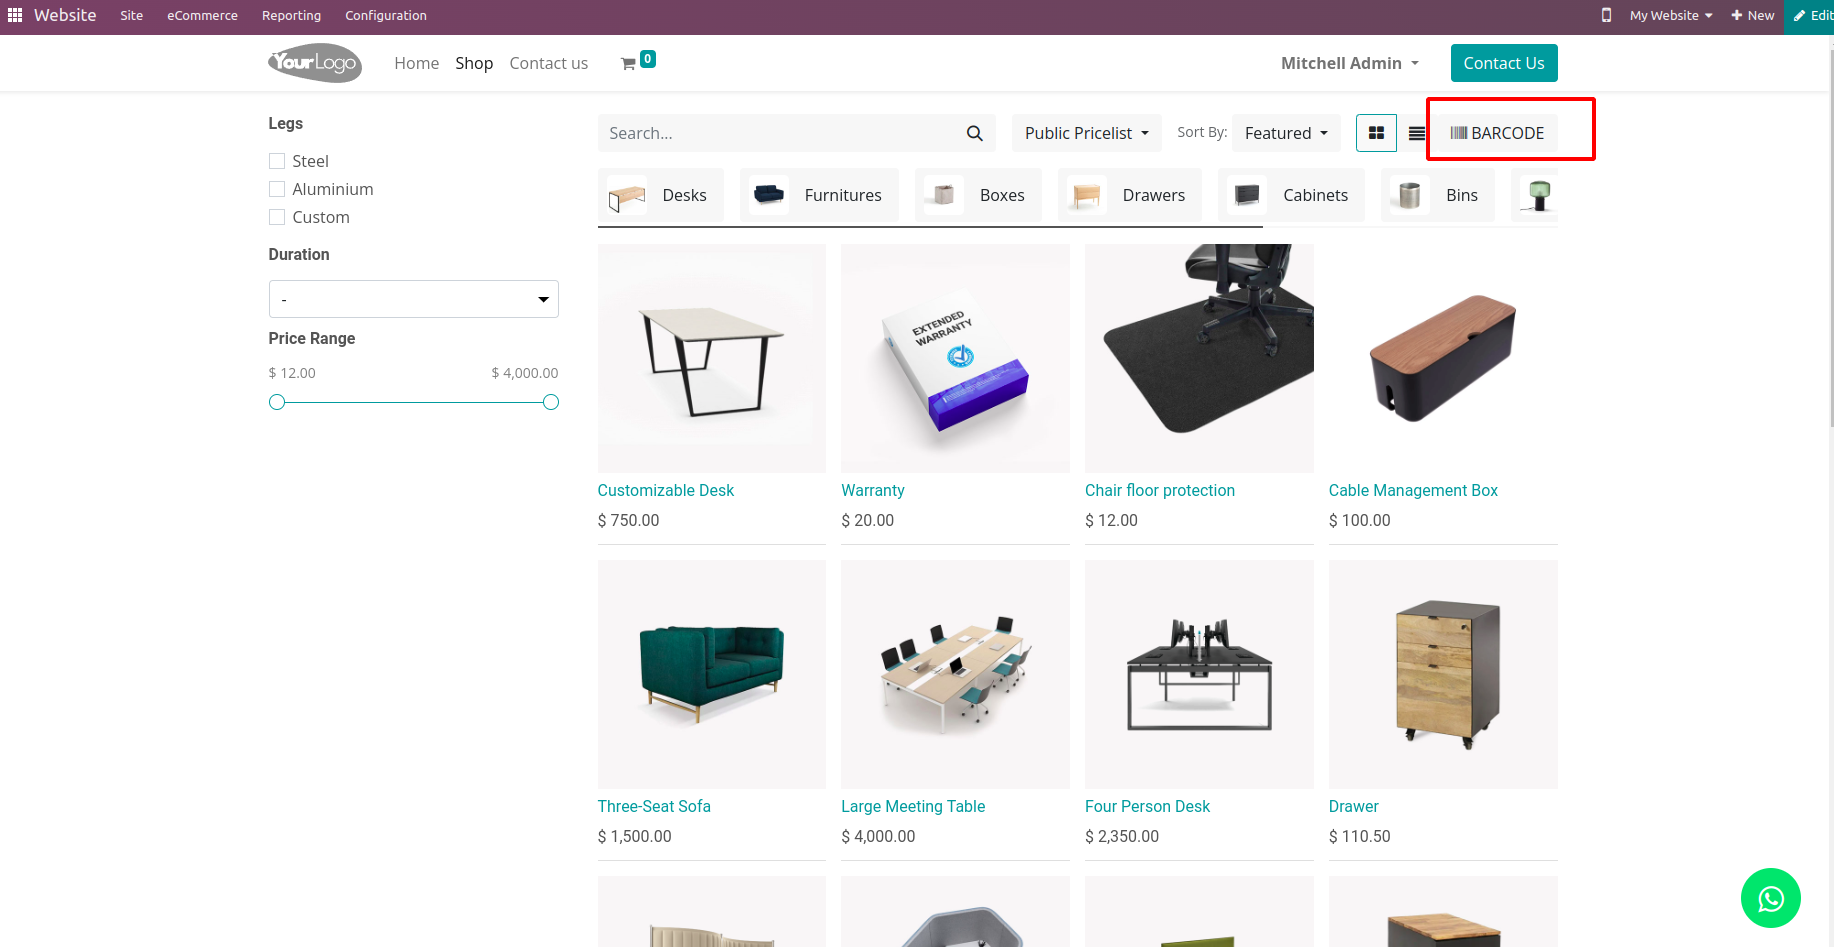 Website Site eCommerce Reporting Configuration My Website New Edit
YourLogo Home Shop Contact us 0 Mitchell Admin Contact Us
Legs
Steel
Aluminium
Custom
Duration
-
Price Range
$ 12.00 $ 4,000.00
Search... Public Pricelist Sort By: Featured BARCODE
Desks Furnitures Boxes Drawers Cabinets Bins
EXTENDED
WARRANTY
Customizable Desk Warranty Chair floor protection Cable Management Box
$ 750.00 $ 20.00 $ 12.00 $ 100.00
Three-Seat Sofa Large Meeting Table Four Person Desk Drawer
$ 1,500.00 $ 4,000.00 $ 2,350.00 $ 110.50